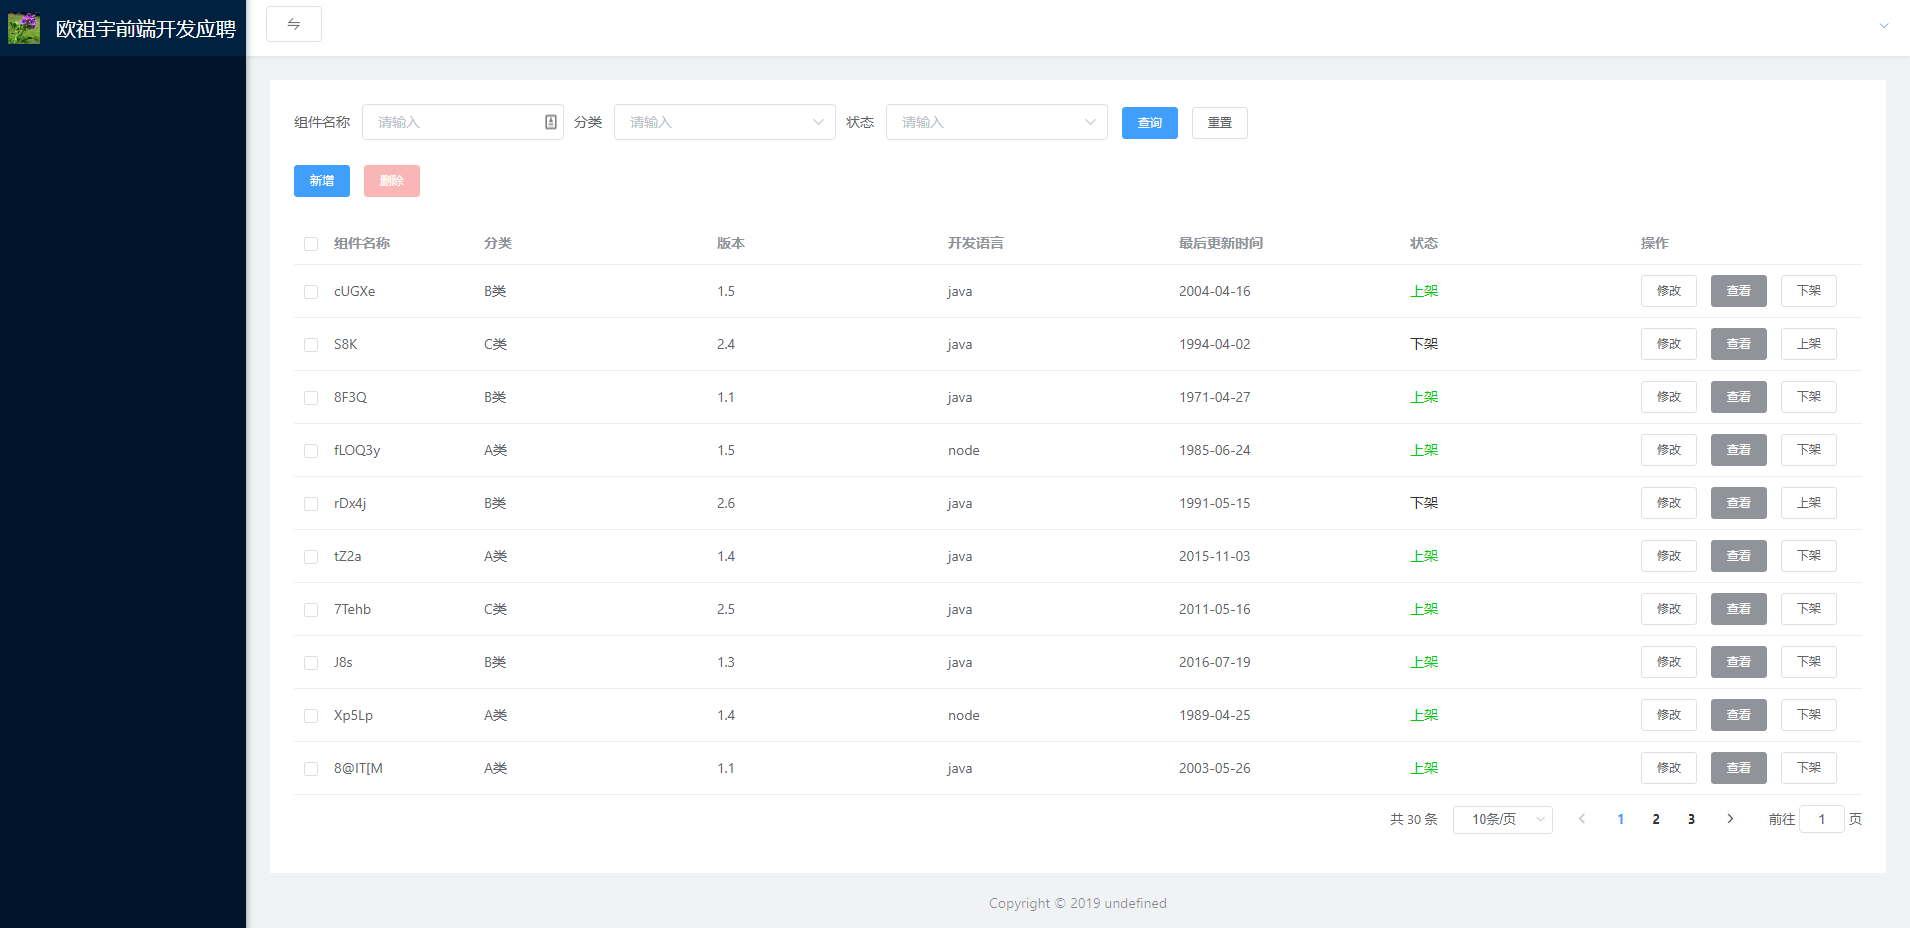 欧祖宇前端开发应聘
组件名称 请输入 分类 请输入 状态 请输入 查询 重置
新增 删除
组件名称 分类 版本 开发语言 最后更新时间 状态 操作
cUGXe B类 1.5 java 2004-04-16 上架 修改 查看 下架
S8K C类 2.4 java 1994-04-02 下架 修改 查看 上架
8F3Q B类 1.1 java 1971-04-27 上架 修改 查看 下架
fLOQ3y A类 1.5 node 1985-06-24 上架 修改 查看 下架
rDx4j B类 2.6 java 1991-05-15 下架 修改 查看 上架
tZ2a A类 1.4 java 2015-11-03 上架 修改 查看 下架
7Tehb C类 2.5 java 2011-05-16 上架 修改 查看 下架
J8s B类 1.3 java 2016-07-19 上架 修改 查看 下架
Xp5Lp A类 1.4 node 1989-04-25 上架 修改 查看 下架
8@IT[M A类 1.1 java 2003-05-26 上架 修改 查看 下架
共 30 条 10条/页 1 2 3 前往 1 页
Copyright © 2019 undefined